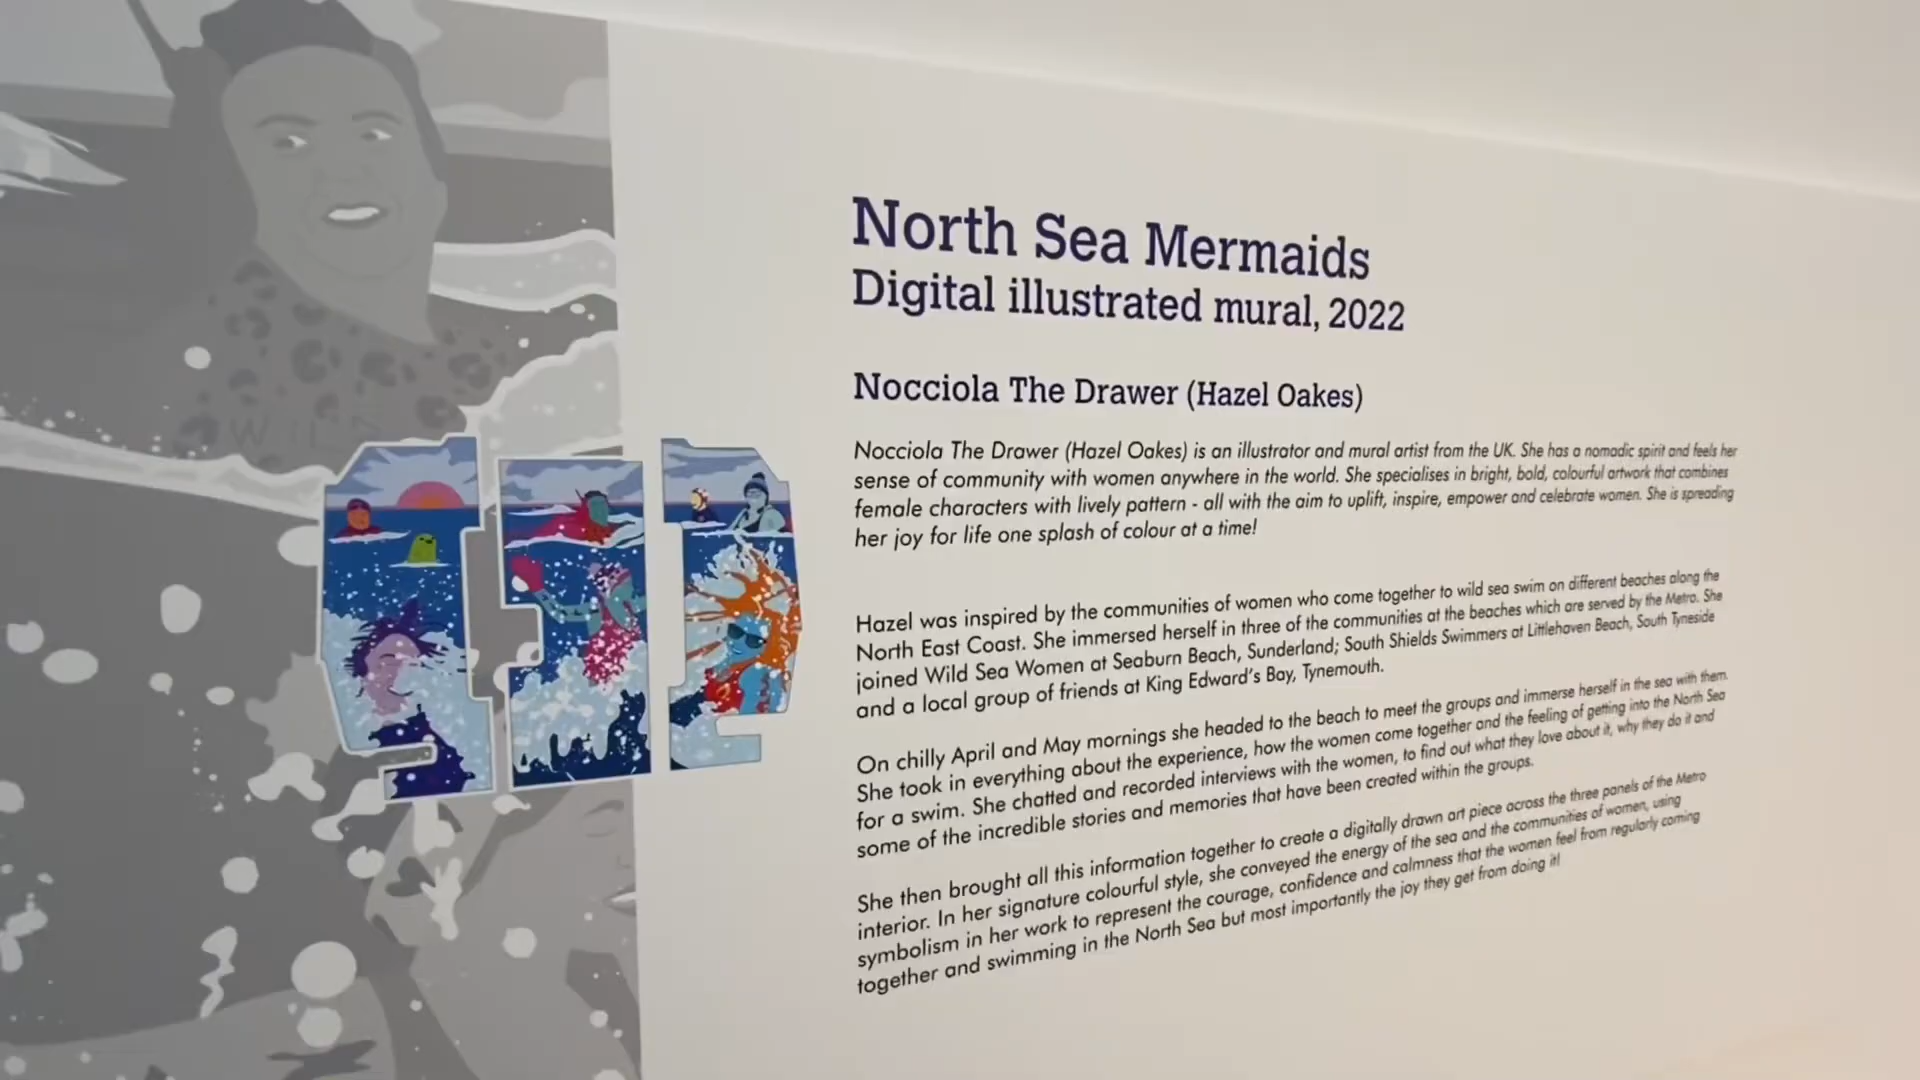 WILD
North Sea Mermaids
Digital illustrated mural, 2022
Nocciola The Drawer (Hazel Oakes)
Nocciola The Drawer (Hazel Oakes) is an illustrator and mural artist from the UK. She has a nomadic spirit and feels her
sense of community with women anywhere in the world. She specialises in bright, bold, colourful artwork that combines
female characters with lively pattern - all with the aim to uplift, inspire, empower and celebrate women. She is spreading
her joy for life one splash of colour at a time!
Hazel was inspired by the communities of women who come together to wild sea swim on different beaches along the
North East Coast. She immersed herself in three of the communities at the beaches which are served by the Metro. She
joined Wild Sea Women at Seaburn Beach, Sunderland; South Shields Swimmers at Littlehaven Beach, South Tyneside
and a local group of friends at King Edward's Bay, Tynemouth.
On chilly April and May mornings she headed to the beach to meet the groups and immerse herself in the sea with them.
She took in everything about the experience, how the women come together and the feeling of getting into the North Sea
for a swim. She chatted and recorded interviews with the women, to find out what they love about it, why they do it and
some of the incredible stories and memories that have been created within the groups.
She then brought all this information together to create a digitally drawn art piece across the three panels of the Metro
interior. In her signature colourful style, she conveyed the energy of the sea and the communities of women, using
symbolism in her work to represent the courage, confidence and calmness that the women feel from regularly coming
together and swimming in the North Sea but most importantly the joy they get from doing it!